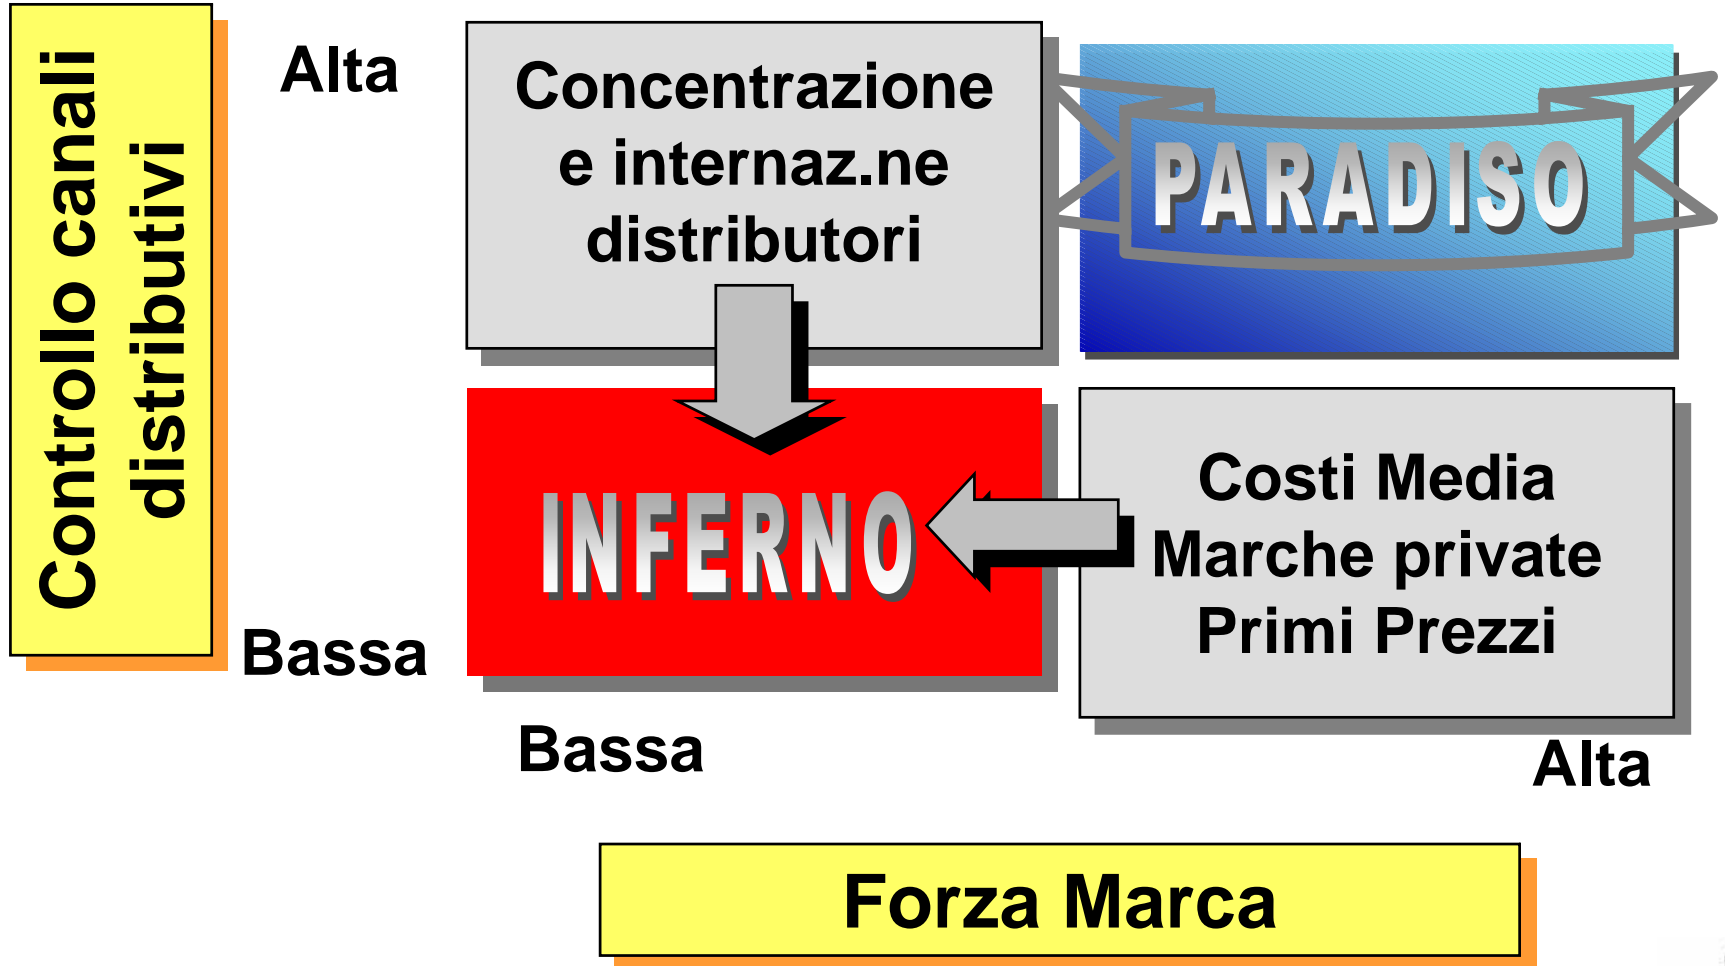 Controllo canali
distributivi
Alta
Concentrazione
e internaz.ne
distributori
PARADISO
INFERNO
Costi Media
Marche private
Primi Prezzi
Bassa
Bassa
Alta
Forza Marca